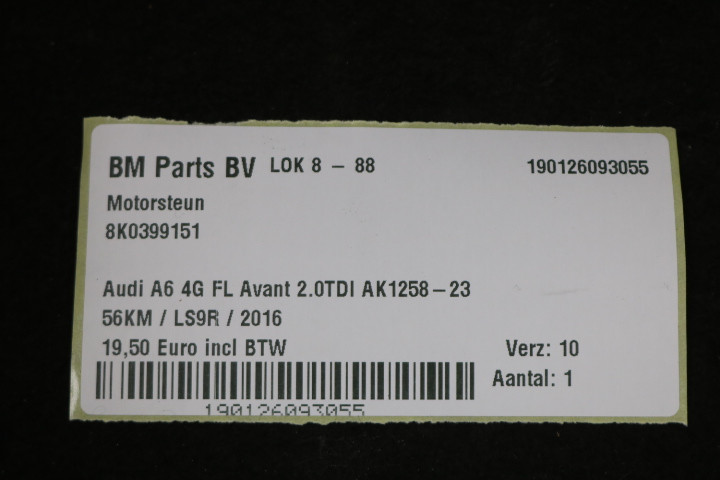 BM Parts BV LOK 8 – 88 190126093055
Motorsteun
8K0399151
Audi A6 4G FL Avant 2.0TDI AK1258–23
56KM / LS9R / 2016
19,50 Euro incl BTW Verz: 10
Aantal: 1
190126093055